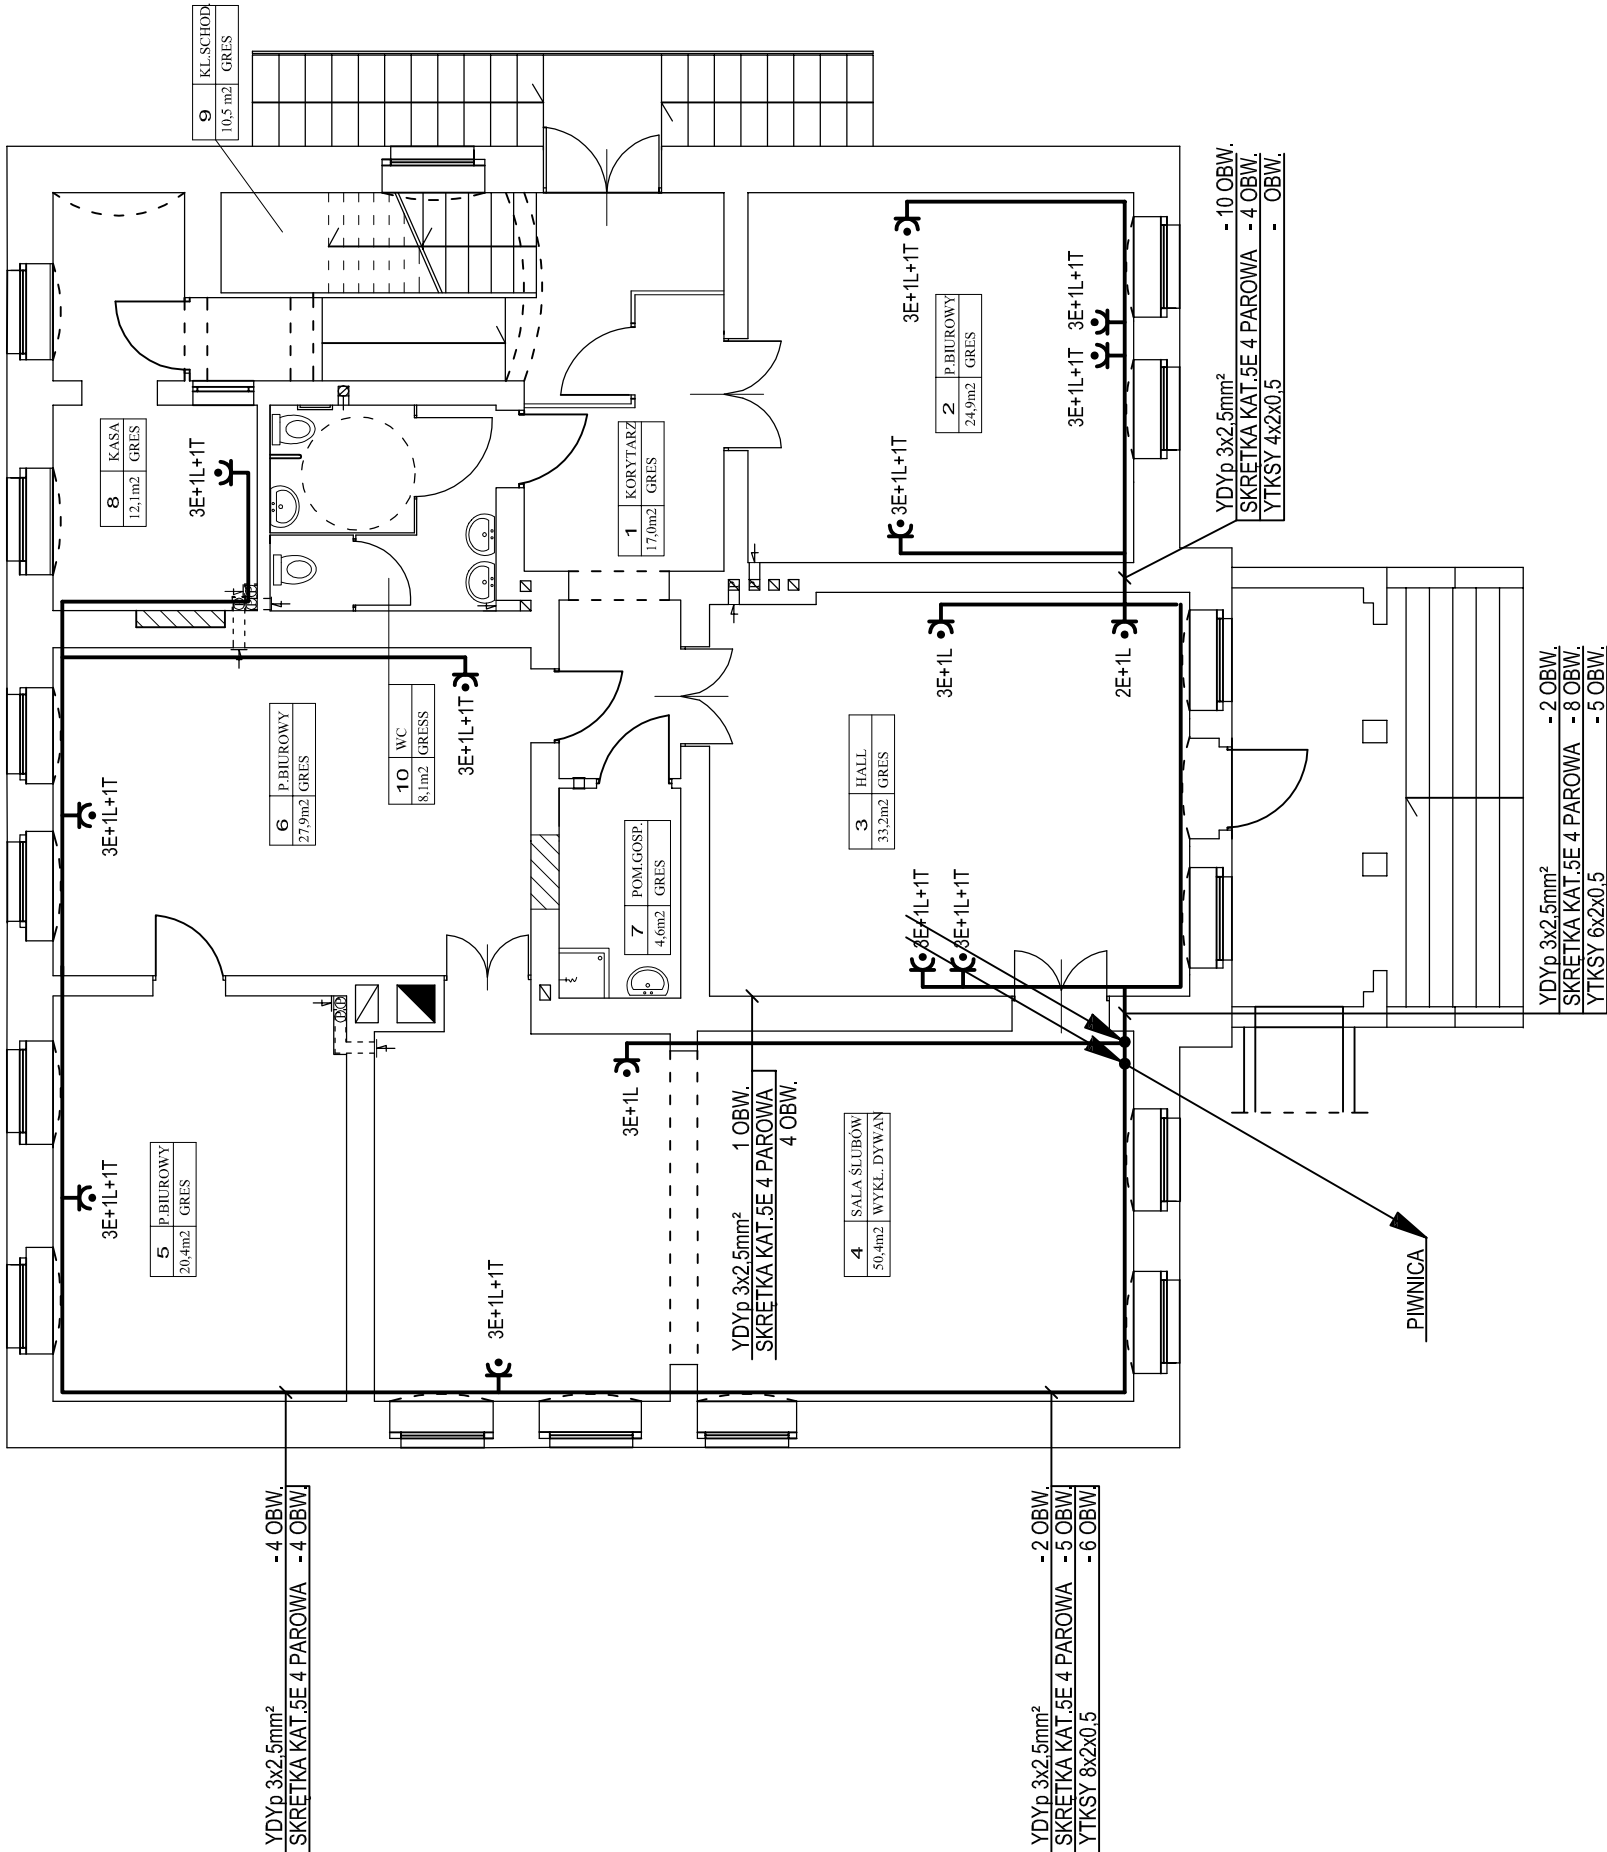 9 KL.SCHOD.
10,5 m2 GRES
8 KASA
12,1m2 GRES
3E+1L+1T
3E+1L+1T
2 P.BIUROWY
24,9m2 GRES
3E+1L+1T
3E+1L+1T
3E+1L+1T
1 KORYTARZ
17,0m2 GRES
YDYp 3x2,5mm² - 10 OBW.
SKRĘTKA KAT.5E 4 PAROWA - 4 OBW.
YTKSY 4x2x0,5 - OBW.
6 P.BIUROWY
27,9m2 GRES
10 WC
8,1m2 GRESS
3E+1L+1T
3E+1L+1T
3E+1L
2E+1L
7 POM.GOSP.
4,6m2 GRES
3 HALL
33,2m2 GRES
3E+1L+1T
3E+1L+1T
YDYp 3x2,5mm² - 2 OBW.
SKRĘTKA KAT.5E 4 PAROWA - 8 OBW.
YTKSY 6x2x0,5 - 5 OBW.
5 P.BIUROWY
20,4m2 GRES
3E+1L+1T
3E+1L+1T
3E+1L
YDYp 3x2,5mm² 1 OBW.
SKRĘTKA KAT.5E 4 PAROWA
4 OBW.
4 SALA ŚLUBÓW
50,4m2 WYKŁ. DYWAN
PIWNICA
YDYp 3x2,5mm² - 4 OBW.
SKRĘTKA KAT.5E 4 PAROWA - 4 OBW.
YDYp 3x2,5mm² - 2 OBW.
SKRĘTKA KAT.5E 4 PAROWA - 5 OBW.
YTKSY 8x2x0,5 - 6 OBW.